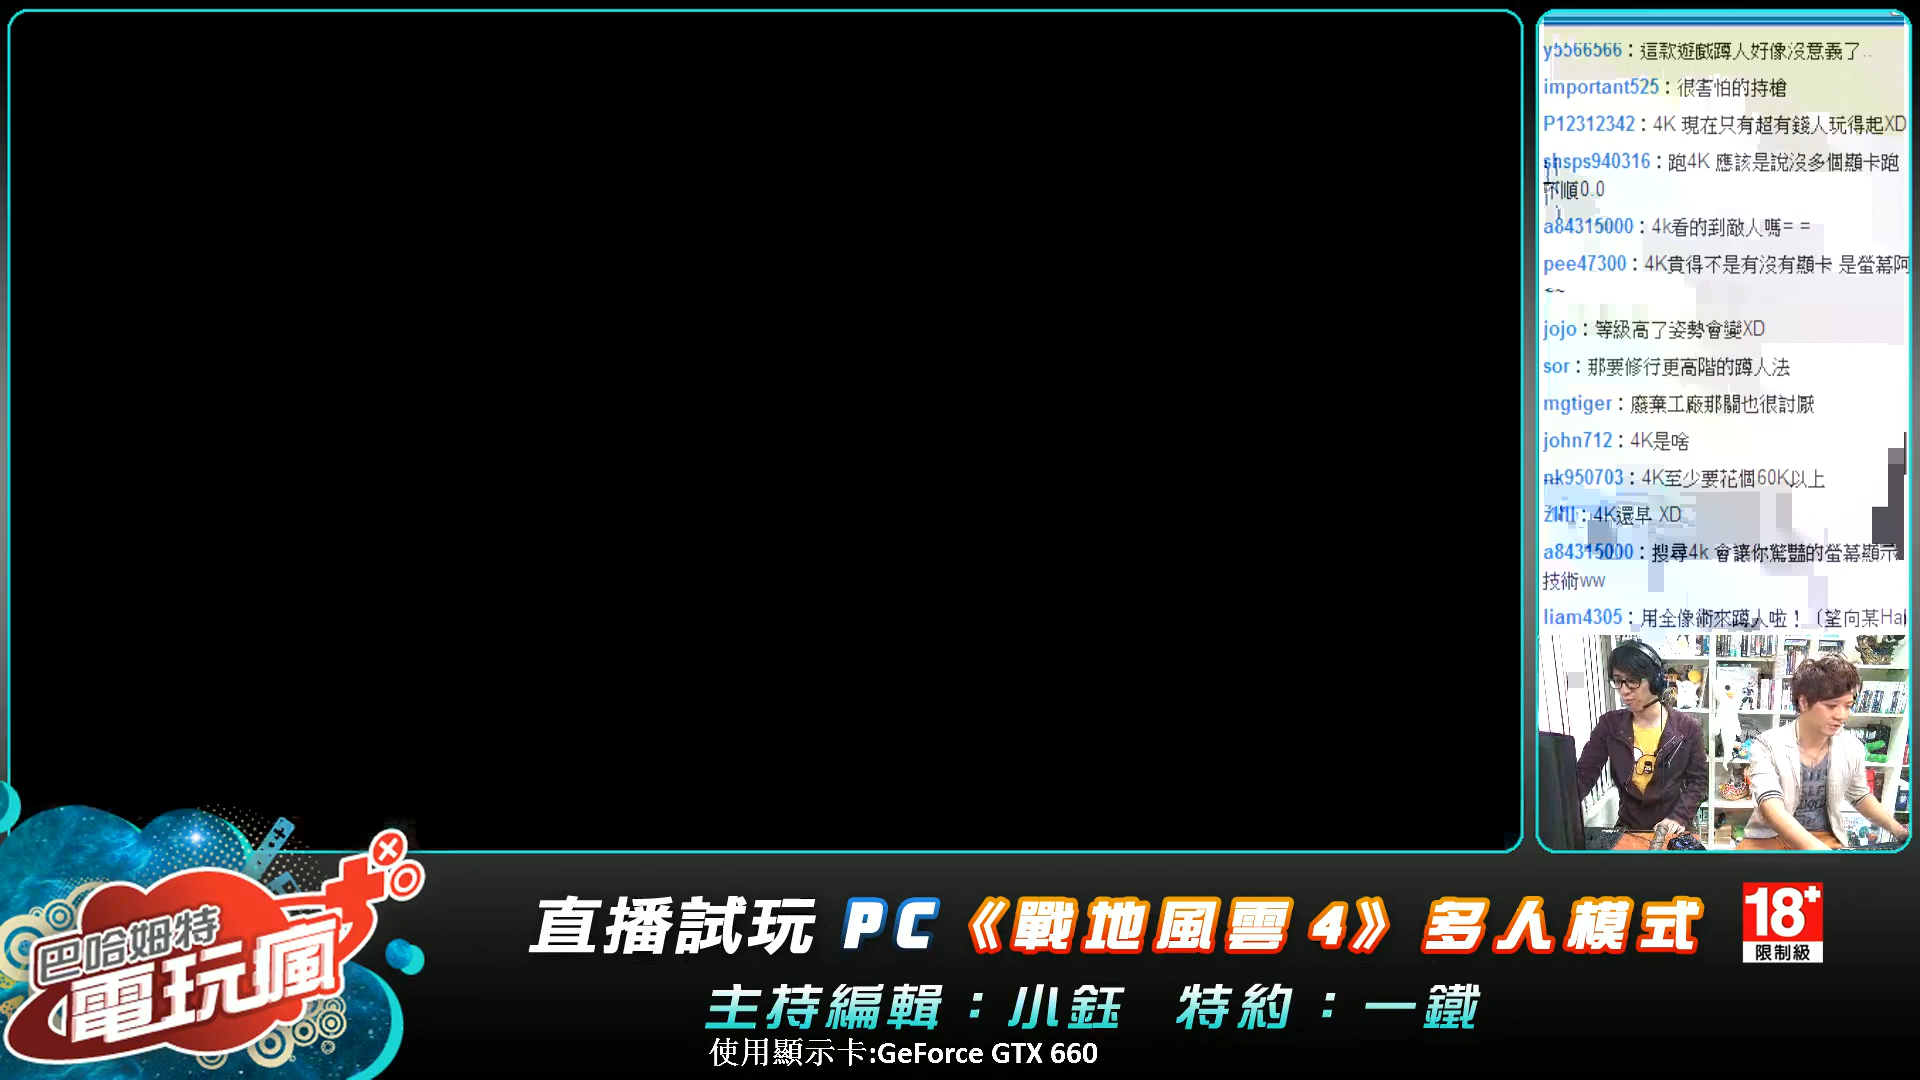 y5566566：這款遊戲蹲人好像沒意義了..
important525：很害怕的持槍
P12312342：4K 現在只有超有錢人玩得起XD
shsps940316：跑4K 應該是說沒多個顯卡跑
不順0.0
a84315000：4k看的到敵人嗎= =
pee47300：4K貴得不是有沒有顯卡 是螢幕阿
~~
jojo：等級高了姿勢會變XD
sor：那要修行更高階的蹲人法
mgtiger：廢棄工廠那關也很討厭
john712：4K是啥
nk950703：4K至少要花個60K以上
4K還早 XD
a84315000：搜尋4k 會讓你驚豔的螢幕顯示
技術ww
liam4305：用全像術來蹲人啦！（望向某Hal
巴哈姆特
電玩瘋
直播試玩 PC《戰地風雲 4》多人模式
18+
限制級
主持編輯：小鈺 特約：一鐵
使用顯示卡:GeForce GTX 660